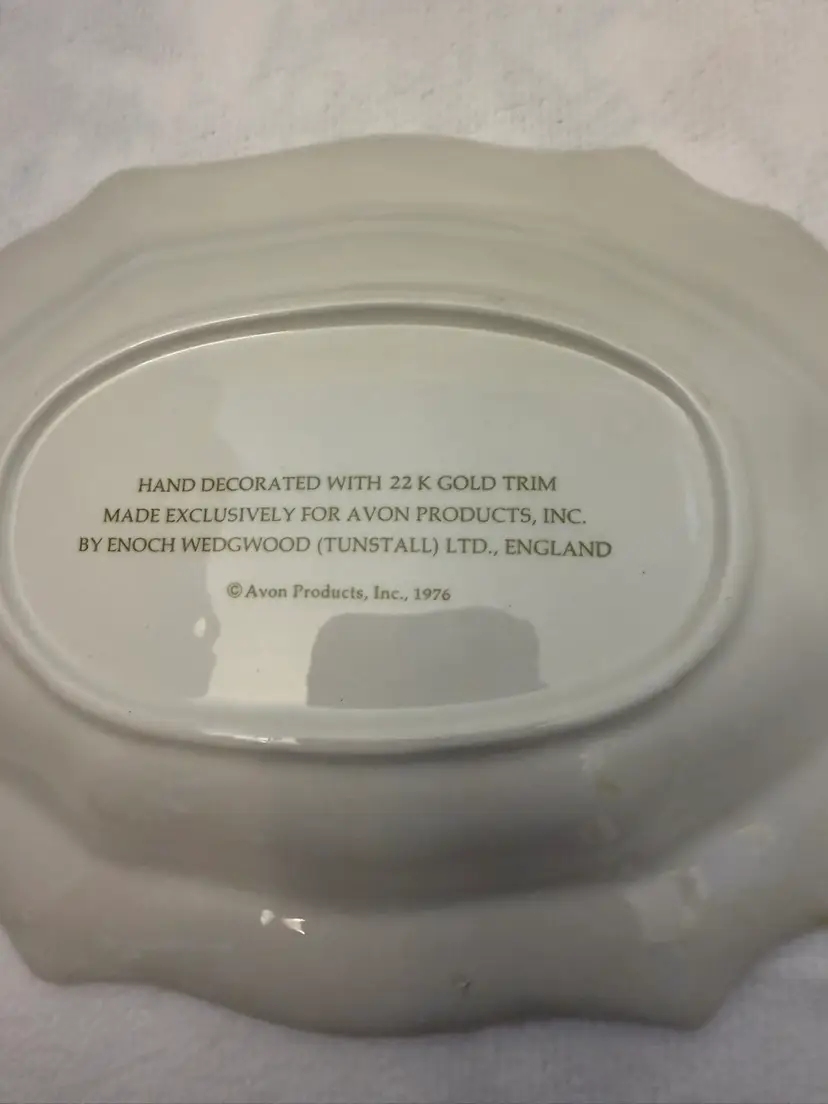 HAND DECORATED WITH 22 K GOLD TRIM
MADE EXCLUSIVELY FOR AVON PRODUCTS, INC.
BY ENOCH WEDGWOOD (TUNSTALL) LTD., ENGLAND
© Avon Products, Inc., 1976